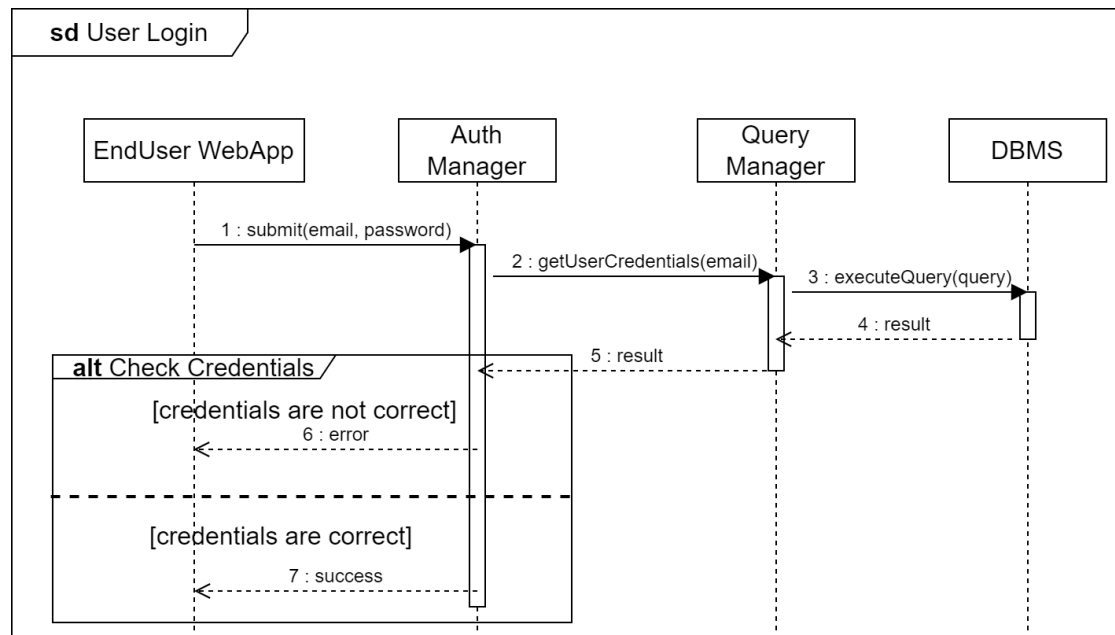 sd User Login
EndUser WebApp
Auth
Manager
Query
Manager
DBMS
1 : submit(email, password)
2 : getUserCredentials(email)
3 : executeQuery(query)
4 : result
5 : result
alt Check Credentials
[credentials are not correct]
6 : error
[credentials are correct]
7 : success